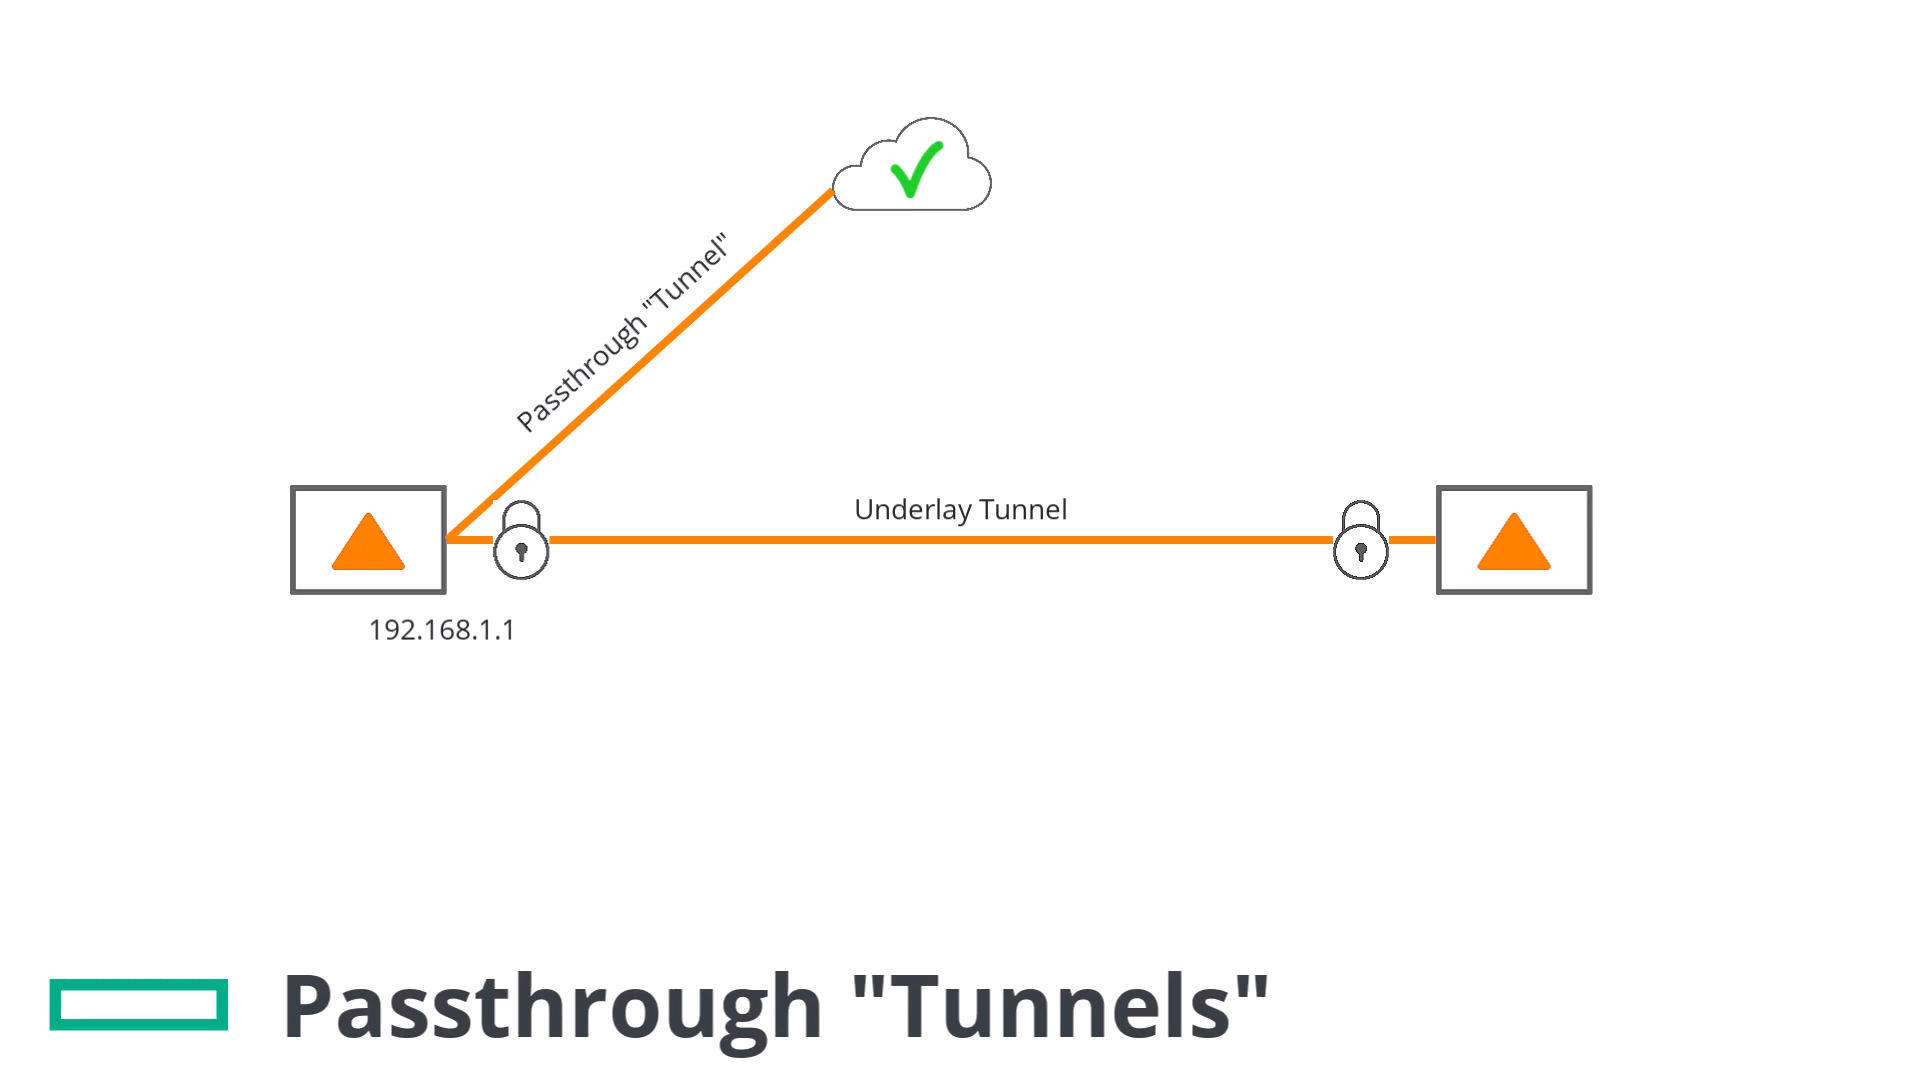 Passthrough "Tunnel"
Underlay Tunnel
192.168.1.1
Passthrough "Tunnels"